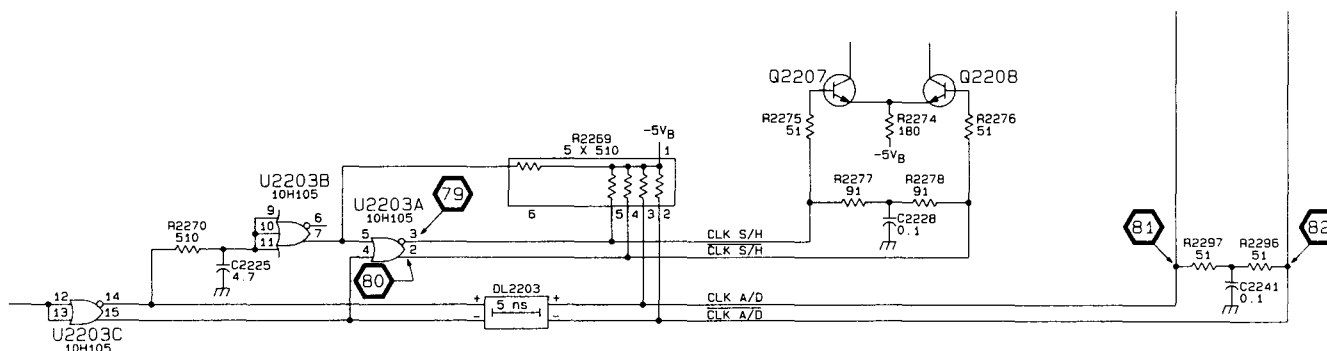 Q2207
Q2208
R2275
51
R2274
180
-5VB
R2276
51
-5VB
R2269
5 X 510
1
6
5
4
3
2
R2277
91
R2278
91
C2228
0.1
U2203B
10H105
9
10
11
6
7
U2203A
10H105
5
4
3
2
79
80
R2270
510
C2225
4.7
CLK S/H
CLK S/H
81
82
R2297
51
R2296
51
C2241
0.1
12
13
14
15
U2203C
10H105
DL2203
5 ns
+
-
+
-
CLK A/D
CLK A/D